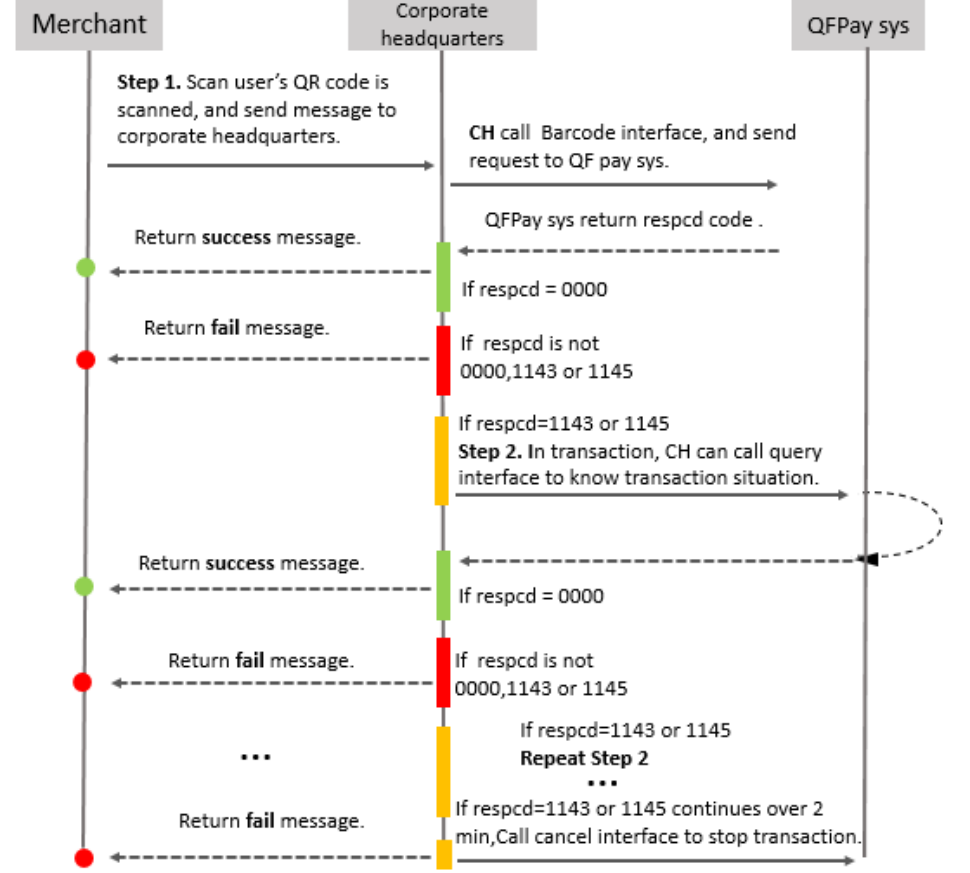 Merchant
Corporate
headquarters
QFPay sys
Step 1. Scan user's QR code is
scanned, and send message to
corporate headquarters.
CH call Barcode interface, and send
request to QF pay sys.
QFPay sys return respcd code .
Return success message.
If respcd = 0000
Return fail message.
If respcd is not
0000,1143 or 1145
If respcd=1143 or 1145
Step 2. In transaction, CH can call query
interface to know transaction situation.
Return success message.
If respcd = 0000
Return fail message.
If respcd is not
0000,1143 or 1145
If respcd=1143 or 1145
Repeat Step 2
...
...
If respcd=1143 or 1145 continues over 2
min,Call cancel interface to stop transaction.
Return fail message.